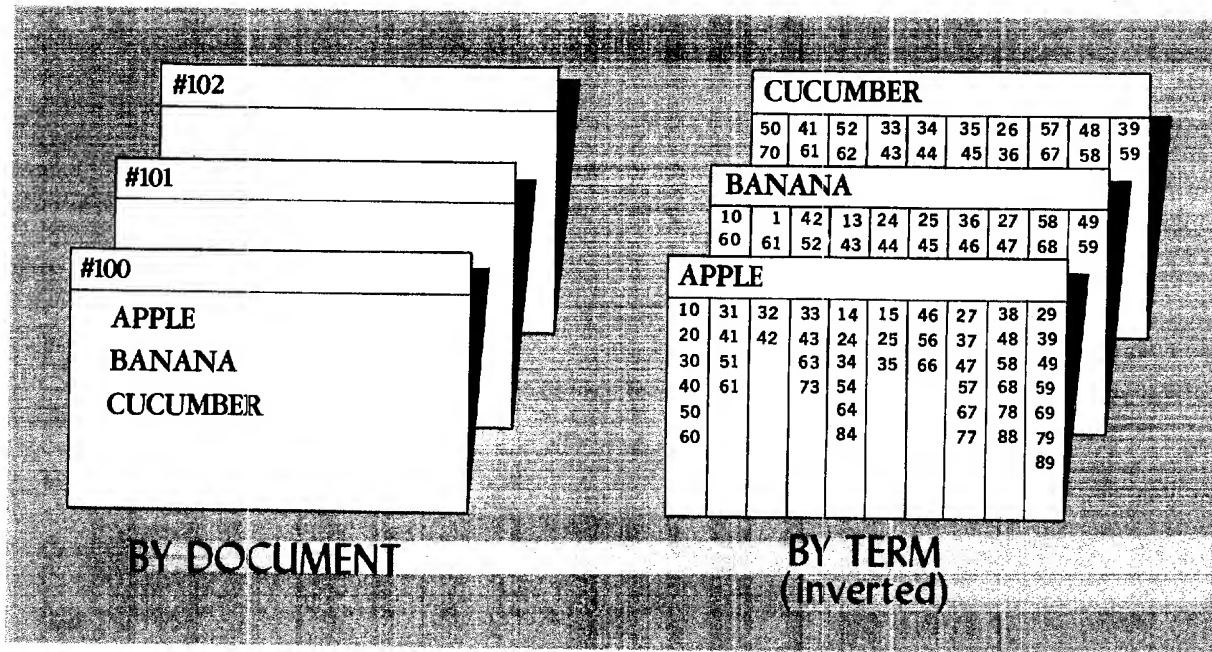 #102
#101
#100
APPLE
BANANA
CUCUMBER
BY DOCUMENT
CUCUMBER
50 41 52 33 34 35 26 57 48 39
70 61 62 43 44 45 36 67 58 59
BANANA
10 1 42 13 24 25 36 27 58 49
60 61 52 43 44 45 46 47 68 59
APPLE
10 31 32 33 14 15 46 27 38 29
20 41 42 43 24 25 56 37 48 39
30 51 63 34 35 66 47 58 49
40 61 73 54 57 68 59
50 64 67 78 69
60 84 77 88 79
89
BY TERM
(Inverted)